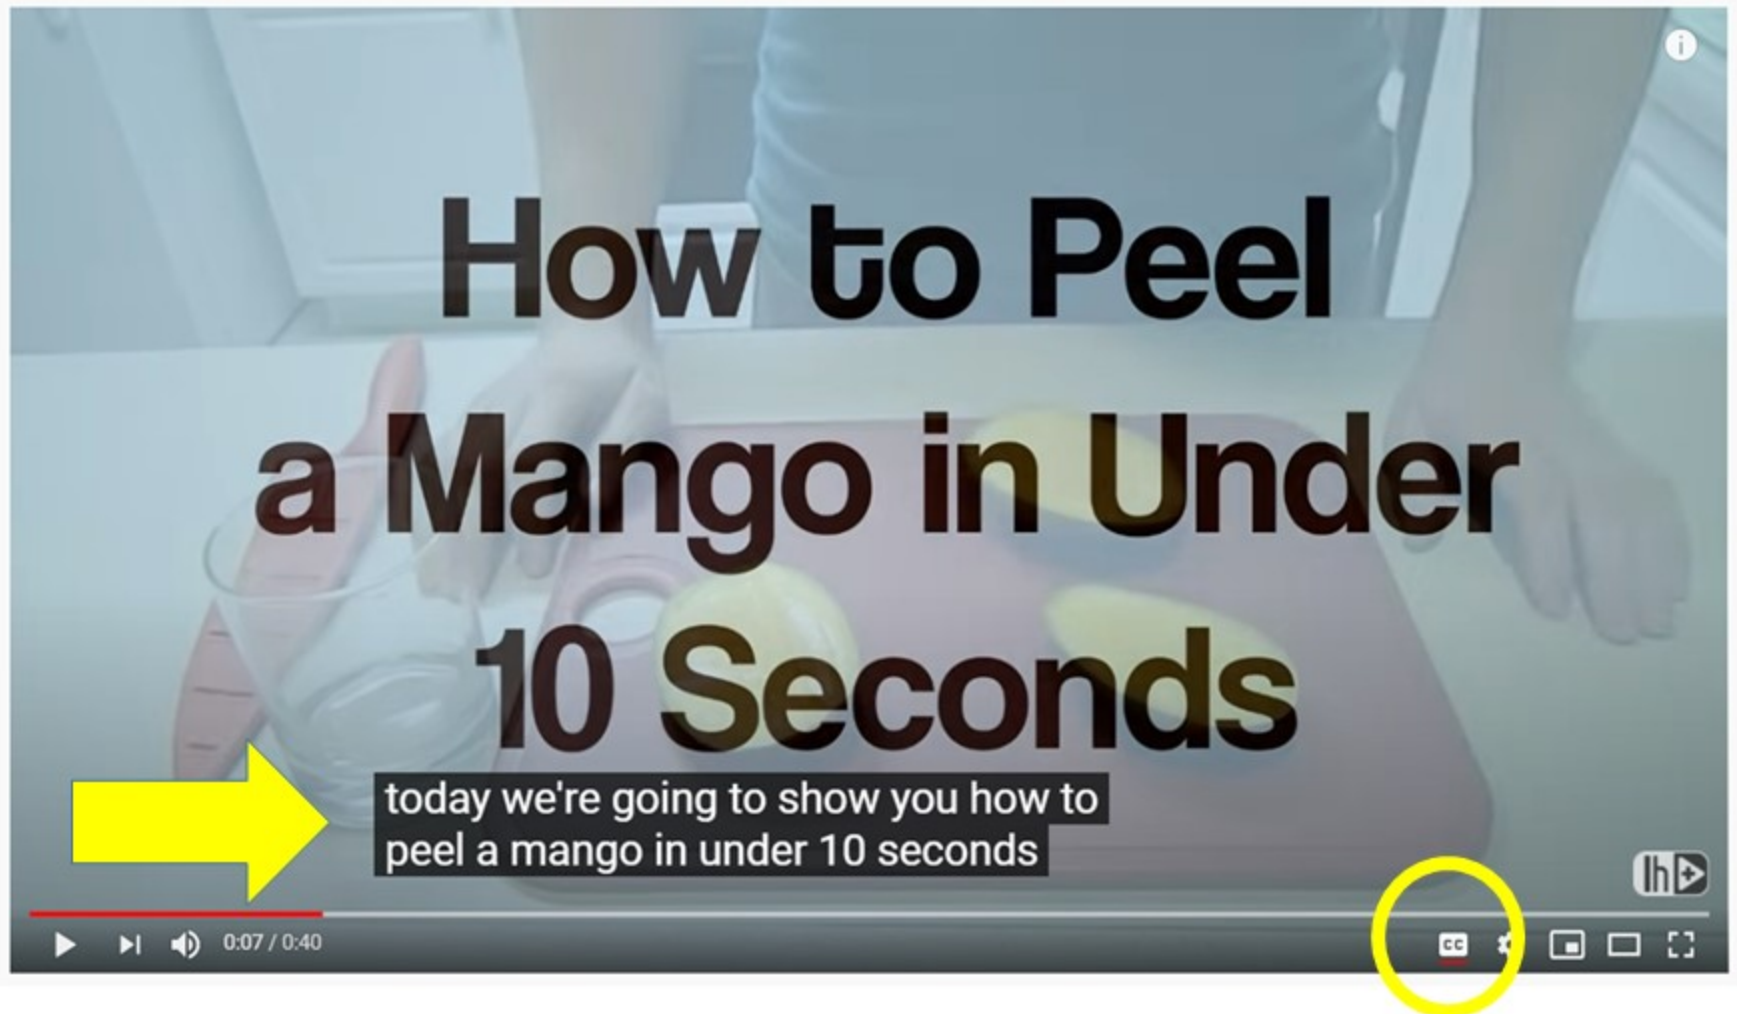 How to Peel
a Mango in Under
10 Seconds
today we're going to show you how to
peel a mango in under 10 seconds
lh
0:07 / 0:40
CC